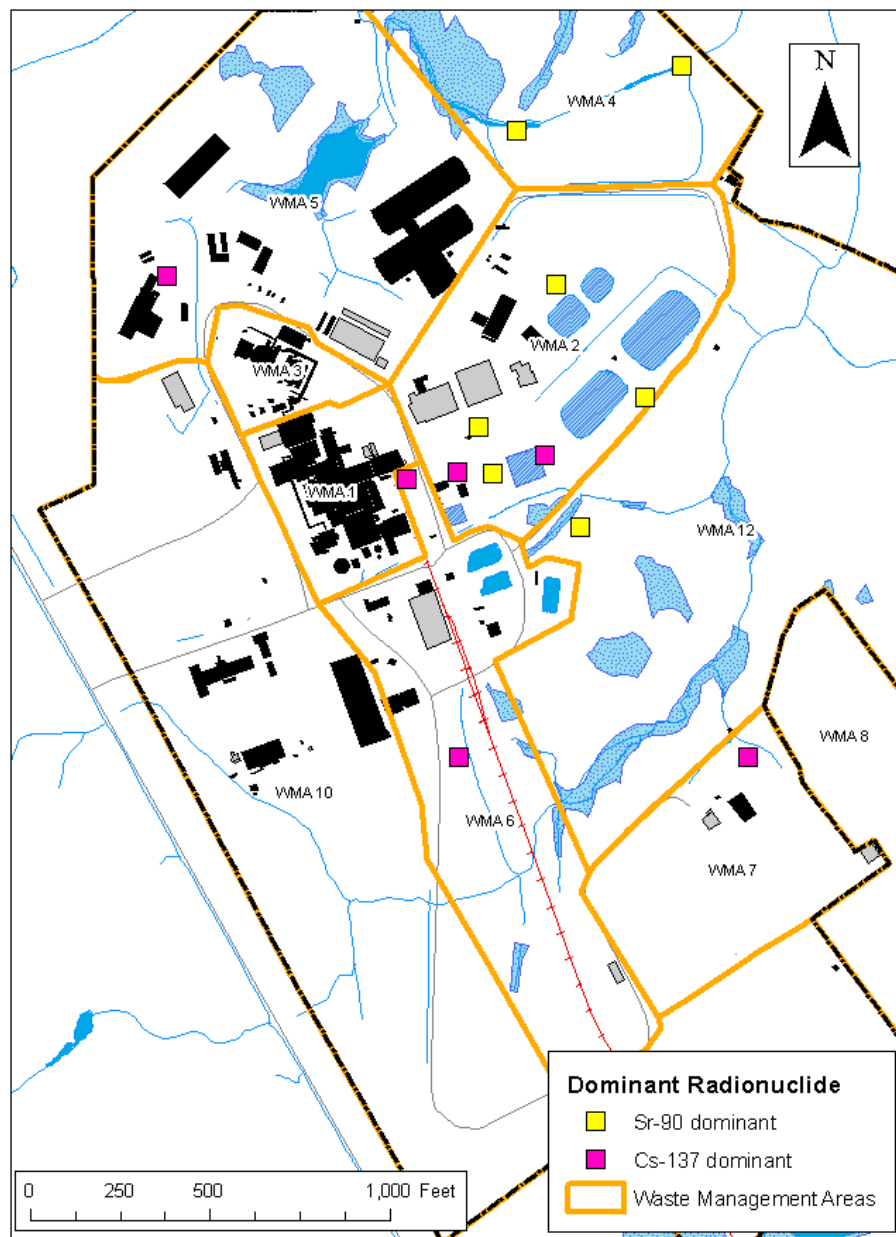 N
WMA 4
WMA 5
WMA 2
WMA 3
WMA 1
WMA 12
WMA 8
WMA 10
WMA 6
WMA 7
Dominant Radionuclide
Sr-90 dominant
Cs-137 dominant
Waste Management Areas
0 250 500 1,000 Feet